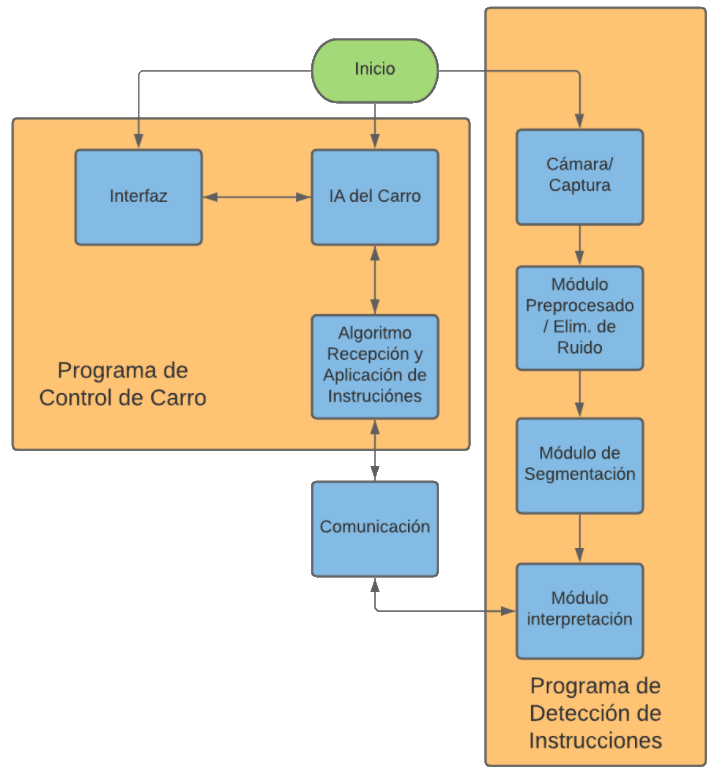 Inicio
Interfaz
IA del Carro
Algoritmo
Recepción y
Aplicación de
Instruciónes
Programa de
Control de Carro
Comunicación
Cámara/
Captura
Módulo
Preprocesado
/ Elim. de
Ruido
Módulo de
Segmentación
Módulo
interpretación
Programa de
Detección de
Instrucciones